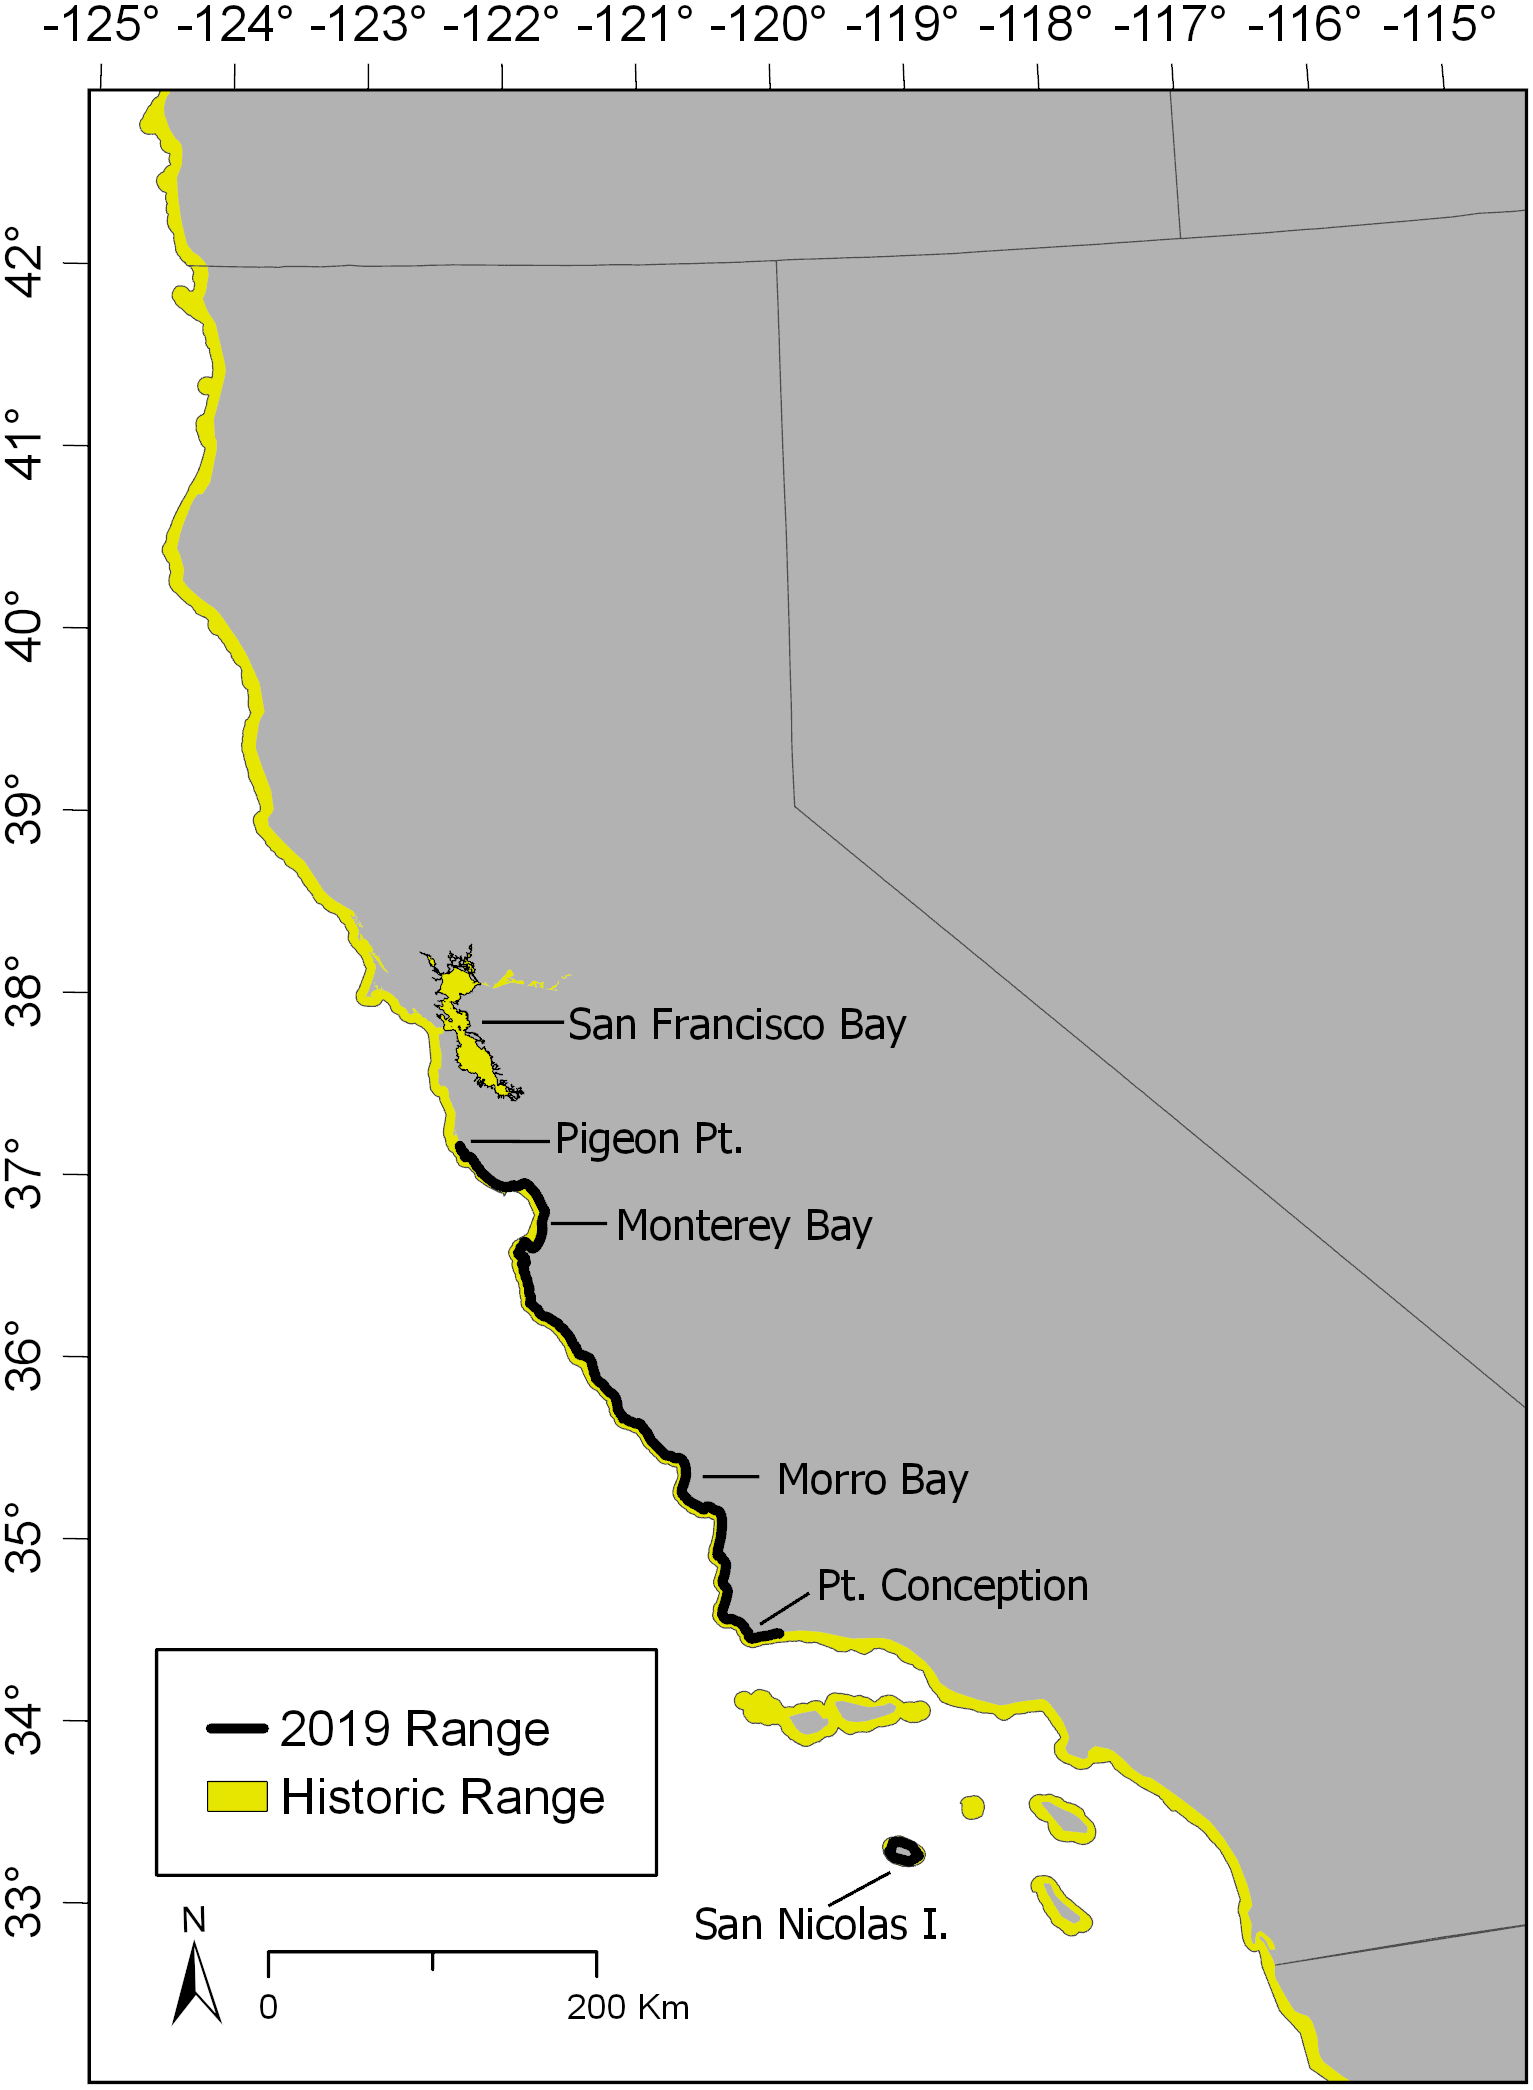 -125° -124° -123° -122° -121° -120° -119° -118° -117° -116° -115°
42°
41°
40°
39°
38°
37°
36°
35°
34°
33°
San Francisco Bay
Pigeon Pt.
Monterey Bay
Morro Bay
Pt. Conception
San Nicolas I.
2019 Range
Historic Range
N
0 200 Km